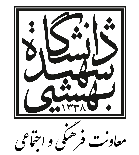 دانشگاه
شهید
بهشتی
۱۳۳۸
معاونت فرهنگی و اجتماعی